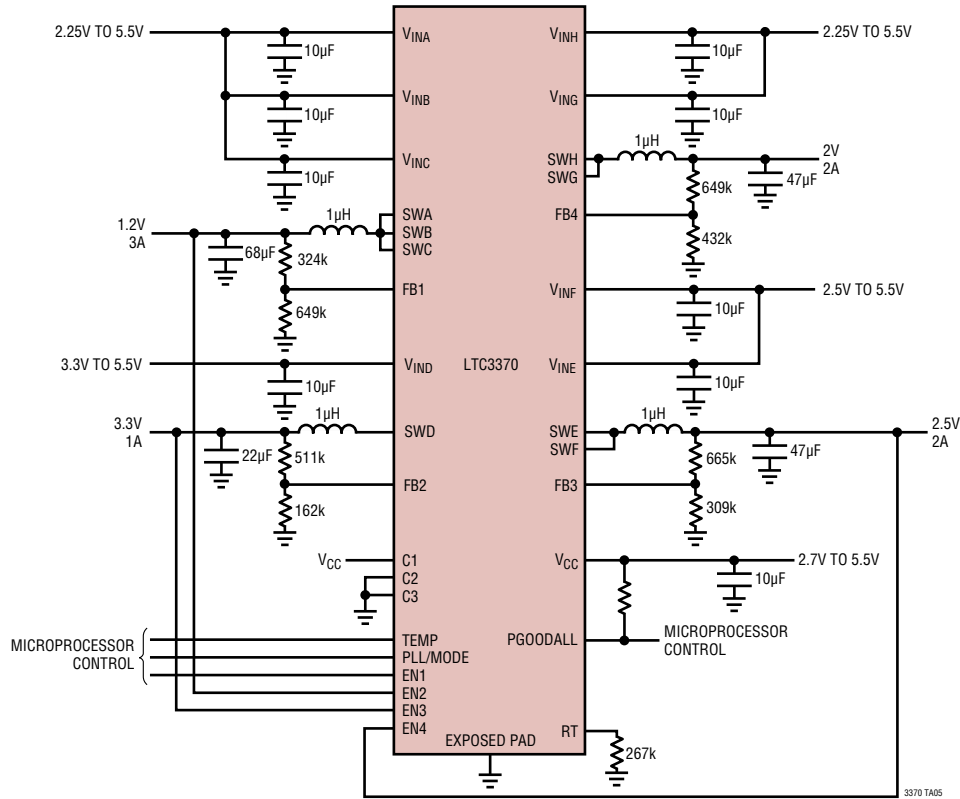 2.25V TO 5.5V
10µF
10µF
10µF
1.2V
3A
68µF
1µH
324k
649k
3.3V TO 5.5V
10µF
3.3V
1A
22µF
1µH
511k
162k
VCC
MICROPROCESSOR
CONTROL
VINA
VINB
VINC
SWA
SWB
SWC
FB1
VIND
SWD
FB2
C1
C2
C3
TEMP
PLL/MODE
EN1
EN2
EN3
EN4
LTC3370
EXPOSED PAD
VINH
VING
SWH
SWG
FB4
VINF
VINE
SWE
SWF
FB3
VCC
PGOODALL
RT
2.25V TO 5.5V
10µF
10µF
1µH
2V
2A
47µF
649k
432k
2.5V TO 5.5V
10µF
10µF
1µH
2.5V
2A
47µF
665k
309k
2.7V TO 5.5V
10µF
MICROPROCESSOR
CONTROL
267k
3370 TA05